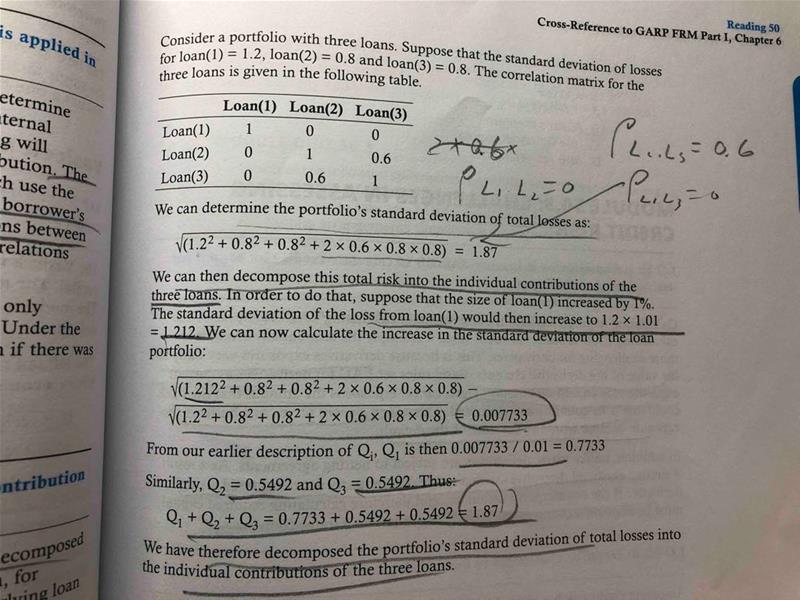 Reading 50
Cross-Reference to GARP FRM Part I, Chapter 6
is applied in
etermine
ternal
g will
bution. The
ch use the
borrower's
ons between
relations
only
Under the
n if there was
ontribution
ecomposed
n, for
rlying loan
Consider a portfolio with three loans. Suppose that the standard deviation of losses
for loan(1) = 1.2, loan(2) = 0.8 and loan(3) = 0.8. The correlation matrix for the
three loans is given in the following table.
Loan(1) Loan(2) Loan(3)
Loan(1) 1 0 0
Loan(2) 0 1 0.6
Loan(3) 0 0.6 1
2 × 0.6 ×
ρ L₁ L₂ = 0
= 0.6
We can determine the portfolio's standard deviation of total losses as:
√(1.2² + 0.8² + 0.8² + 2 × 0.6 × 0.8 × 0.8) = 1.87
We can then decompose this total risk into the individual contributions of the
three loans. In order to do that, suppose that the size of loan(1) increased by 1%.
The standard deviation of the loss from loan(1) would then increase to 1.2 × 1.01
= 1.212. We can now calculate the increase in the standard deviation of the loan
portfolio:
√(1.212² + 0.8² + 0.8² + 2 × 0.6 × 0.8 × 0.8) −
√(1.2² + 0.8² + 0.8² + 2 × 0.6 × 0.8 × 0.8) = 0.007733
From our earlier description of Qᵢ, Q₁ is then 0.007733 / 0.01 = 0.7733
Similarly, Q₂ = 0.5492 and Q₃ = 0.5492. Thus:
Q₁ + Q₂ + Q₃ = 0.7733 + 0.5492 + 0.5492 = 1.87
We have therefore decomposed the portfolio's standard deviation of total losses into
the individual contributions of the three loans.